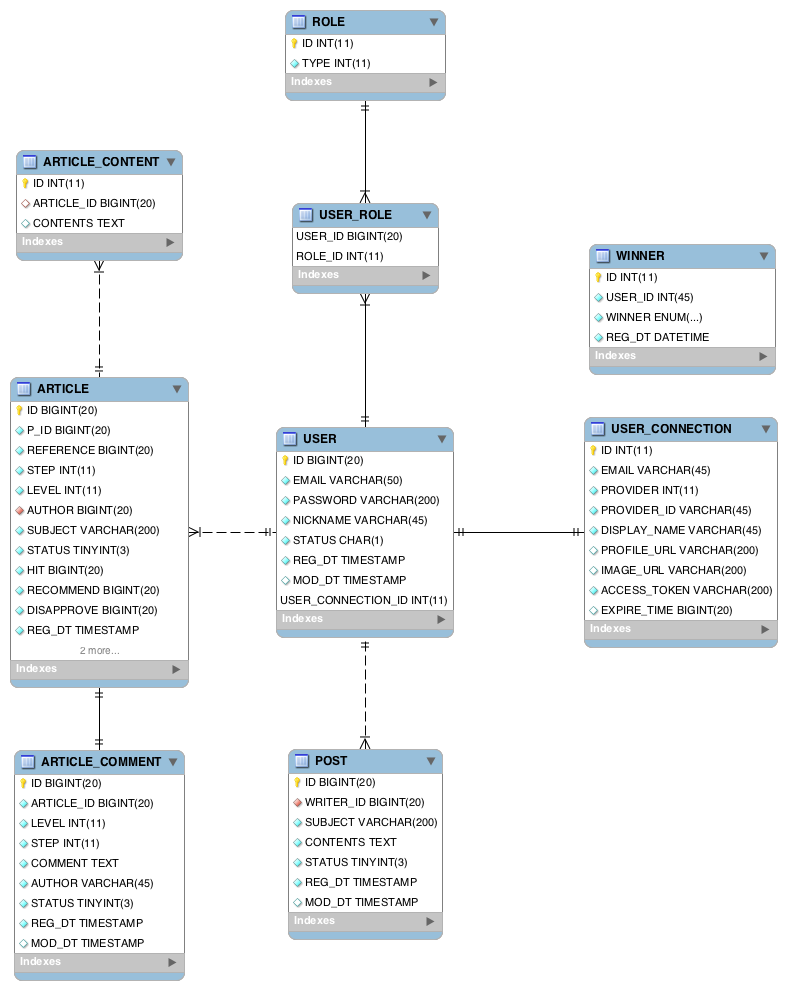 ROLE
ID INT(11)
TYPE INT(11)
Indexes
ARTICLE_CONTENT
ID INT(11)
ARTICLE_ID BIGINT(20)
CONTENTS TEXT
Indexes
USER_ROLE
USER_ID BIGINT(20)
ROLE_ID INT(11)
Indexes
WINNER
ID INT(11)
USER_ID INT(45)
WINNER ENUM(...)
REG_DT DATETIME
Indexes
ARTICLE
ID BIGINT(20)
P_ID BIGINT(20)
REFERENCE BIGINT(20)
STEP INT(11)
LEVEL INT(11)
AUTHOR BIGINT(20)
SUBJECT VARCHAR(200)
STATUS TINYINT(3)
HIT BIGINT(20)
RECOMMEND BIGINT(20)
DISAPPROVE BIGINT(20)
REG_DT TIMESTAMP
2 more...
Indexes
USER
ID BIGINT(20)
EMAIL VARCHAR(50)
PASSWORD VARCHAR(200)
NICKNAME VARCHAR(45)
STATUS CHAR(1)
REG_DT TIMESTAMP
MOD_DT TIMESTAMP
USER_CONNECTION_ID INT(11)
Indexes
USER_CONNECTION
ID INT(11)
EMAIL VARCHAR(45)
PROVIDER INT(11)
PROVIDER_ID VARCHAR(45)
DISPLAY_NAME VARCHAR(45)
PROFILE_URL VARCHAR(200)
IMAGE_URL VARCHAR(200)
ACCESS_TOKEN VARCHAR(200)
EXPIRE_TIME BIGINT(20)
Indexes
ARTICLE_COMMENT
ID BIGINT(20)
ARTICLE_ID BIGINT(20)
LEVEL INT(11)
STEP INT(11)
COMMENT TEXT
AUTHOR VARCHAR(45)
STATUS TINYINT(3)
REG_DT TIMESTAMP
MOD_DT TIMESTAMP
Indexes
POST
ID BIGINT(20)
WRITER_ID BIGINT(20)
SUBJECT VARCHAR(200)
CONTENTS TEXT
STATUS TINYINT(3)
REG_DT TIMESTAMP
MOD_DT TIMESTAMP
Indexes